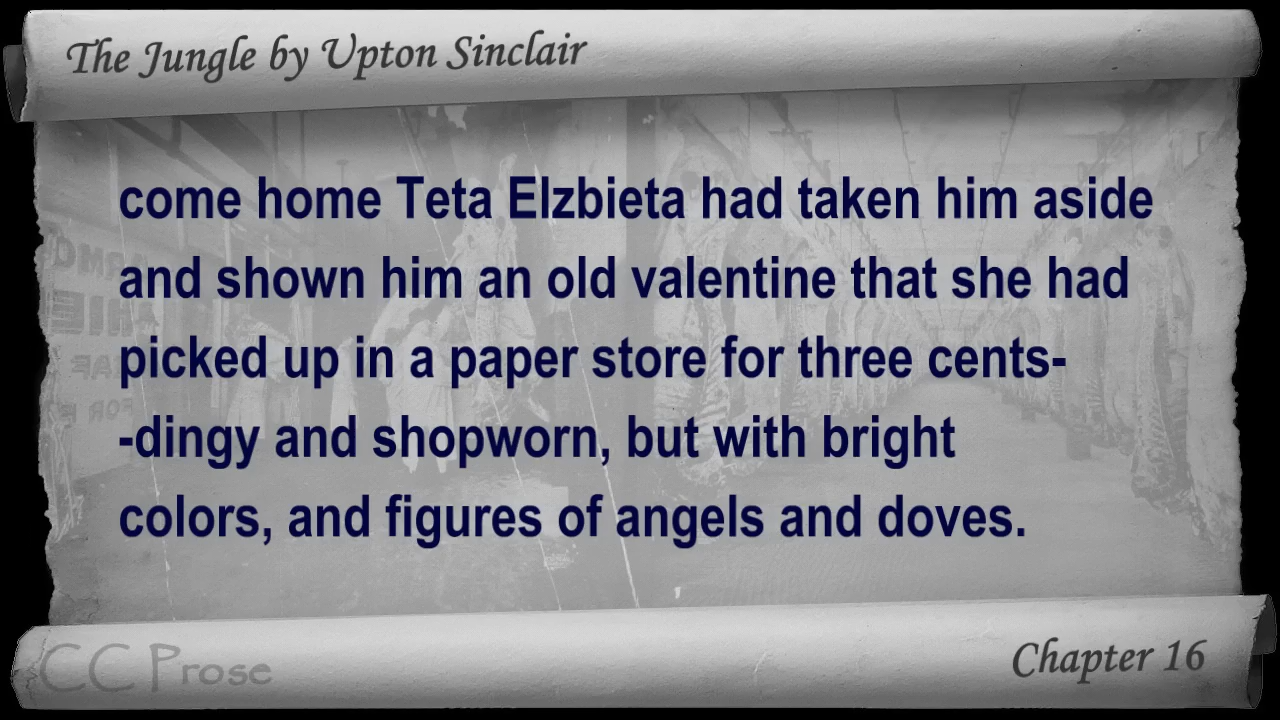 The Jungle by Upton Sinclair
come home Teta Elzbieta had taken him aside
and shown him an old valentine that she had
picked up in a paper store for three cents-
-dingy and shopworn, but with bright
colors, and figures of angels and doves.
CC Prose
Chapter 16